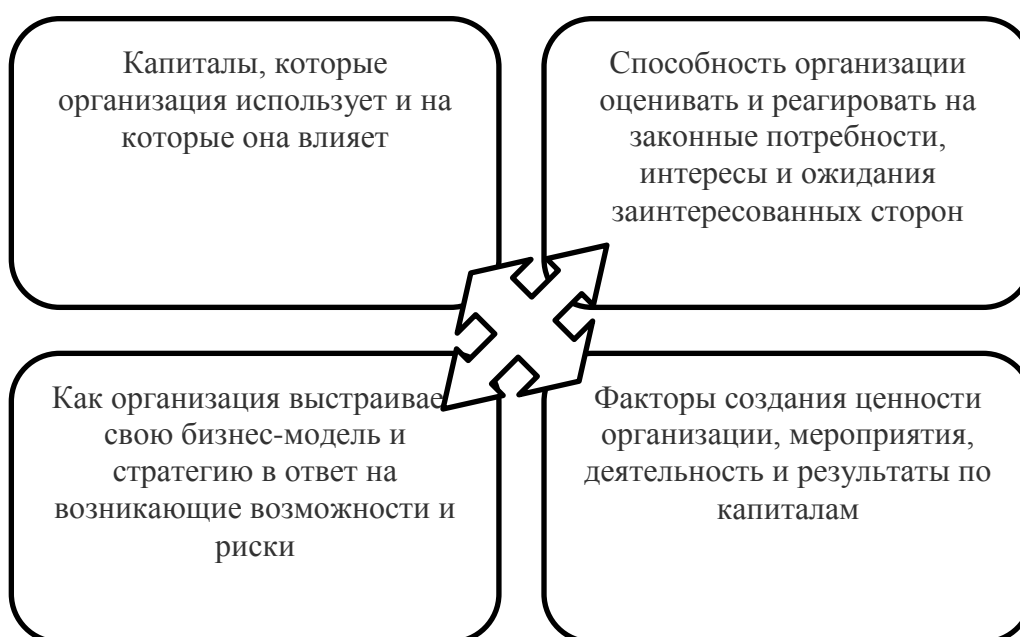 Капиталы, которые
организация использует и на
которые она влияет
Способность организации
оценивать и реагировать на
законные потребности,
интересы и ожидания
заинтересованных сторон
Как организация выстраивае
свою бизнес-модель и
стратегию в ответ на
возникающие возможности и
риски
Факторы создания ценности
организации, мероприятия,
деятельность и результаты по
капиталам